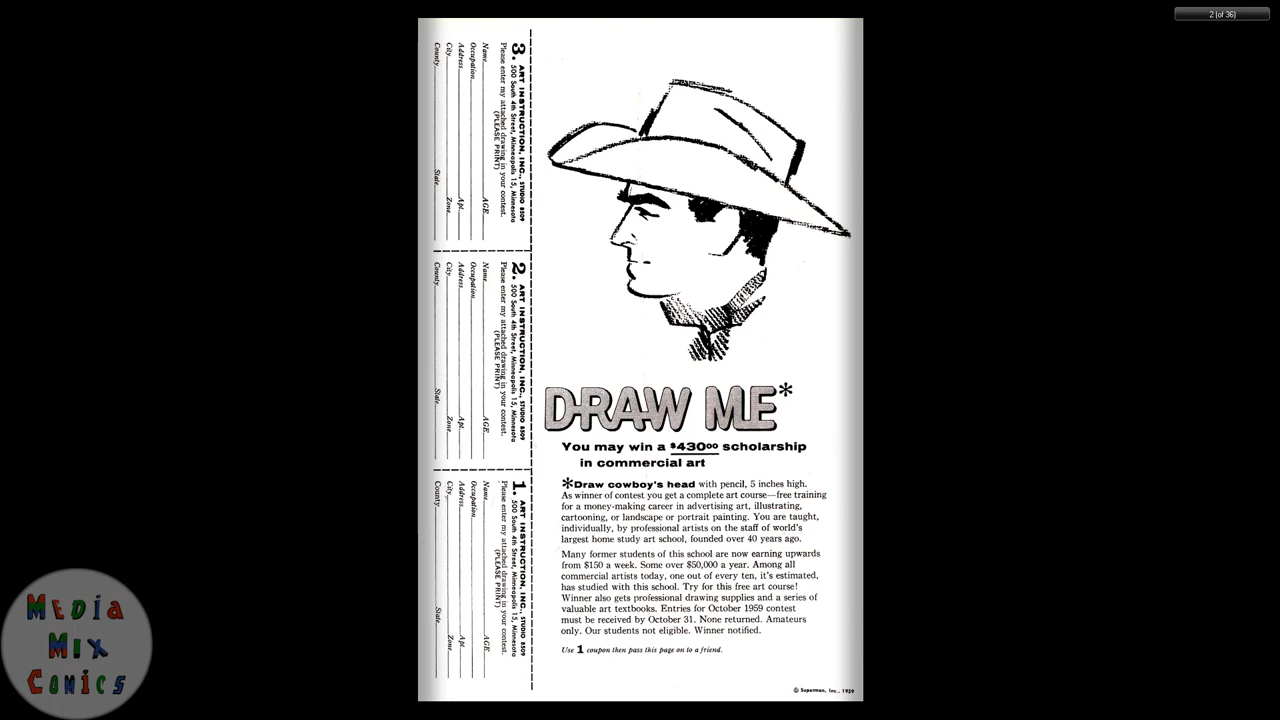 2 (of 36)
3. ART INSTRUCTION, INC., STUDIO 8509
500 South 4th Street, Minneapolis 15, Minnesota
Please enter my attached drawing in your contest.
(PLEASE PRINT)
Name AGE
Occupation
Address Apt.
City Zone
County State
2. ART INSTRUCTION, INC., STUDIO 8509
500 South 4th Street, Minneapolis 15, Minnesota
Please enter my attached drawing in your contest.
(PLEASE PRINT)
Name AGE
Occupation
Address Apt.
City Zone
County State
1. ART INSTRUCTION, INC., STUDIO 8509
500 South 4th Street, Minneapolis 15, Minnesota
Please enter my attached drawing in your contest.
(PLEASE PRINT)
Name AGE
Occupation
Address Apt.
City Zone
County State
DRAW ME*
You may win a $430⁰⁰ scholarship
in commercial art
*Draw cowboy's head with pencil, 5 inches high.
As winner of contest you get a complete art course—free training
for a money-making career in advertising art, illustrating,
cartooning, or landscape or portrait painting. You are taught,
individually, by professional artists on the staff of world's
largest home study art school, founded over 40 years ago.
Many former students of this school are now earning upwards
from $150 a week. Some over $50,000 a year. Among all
commercial artists today, one out of every ten, it's estimated,
has studied with this school. Try for this free art course!
Winner also gets professional drawing supplies and a series of
valuable art textbooks. Entries for October 1959 contest
must be received by October 31. None returned. Amateurs
only. Our students not eligible. Winner notified.
Use 1 coupon then pass this page on to a friend.
© Superman, Inc., 1959
MEDIA
MIX
COMICS